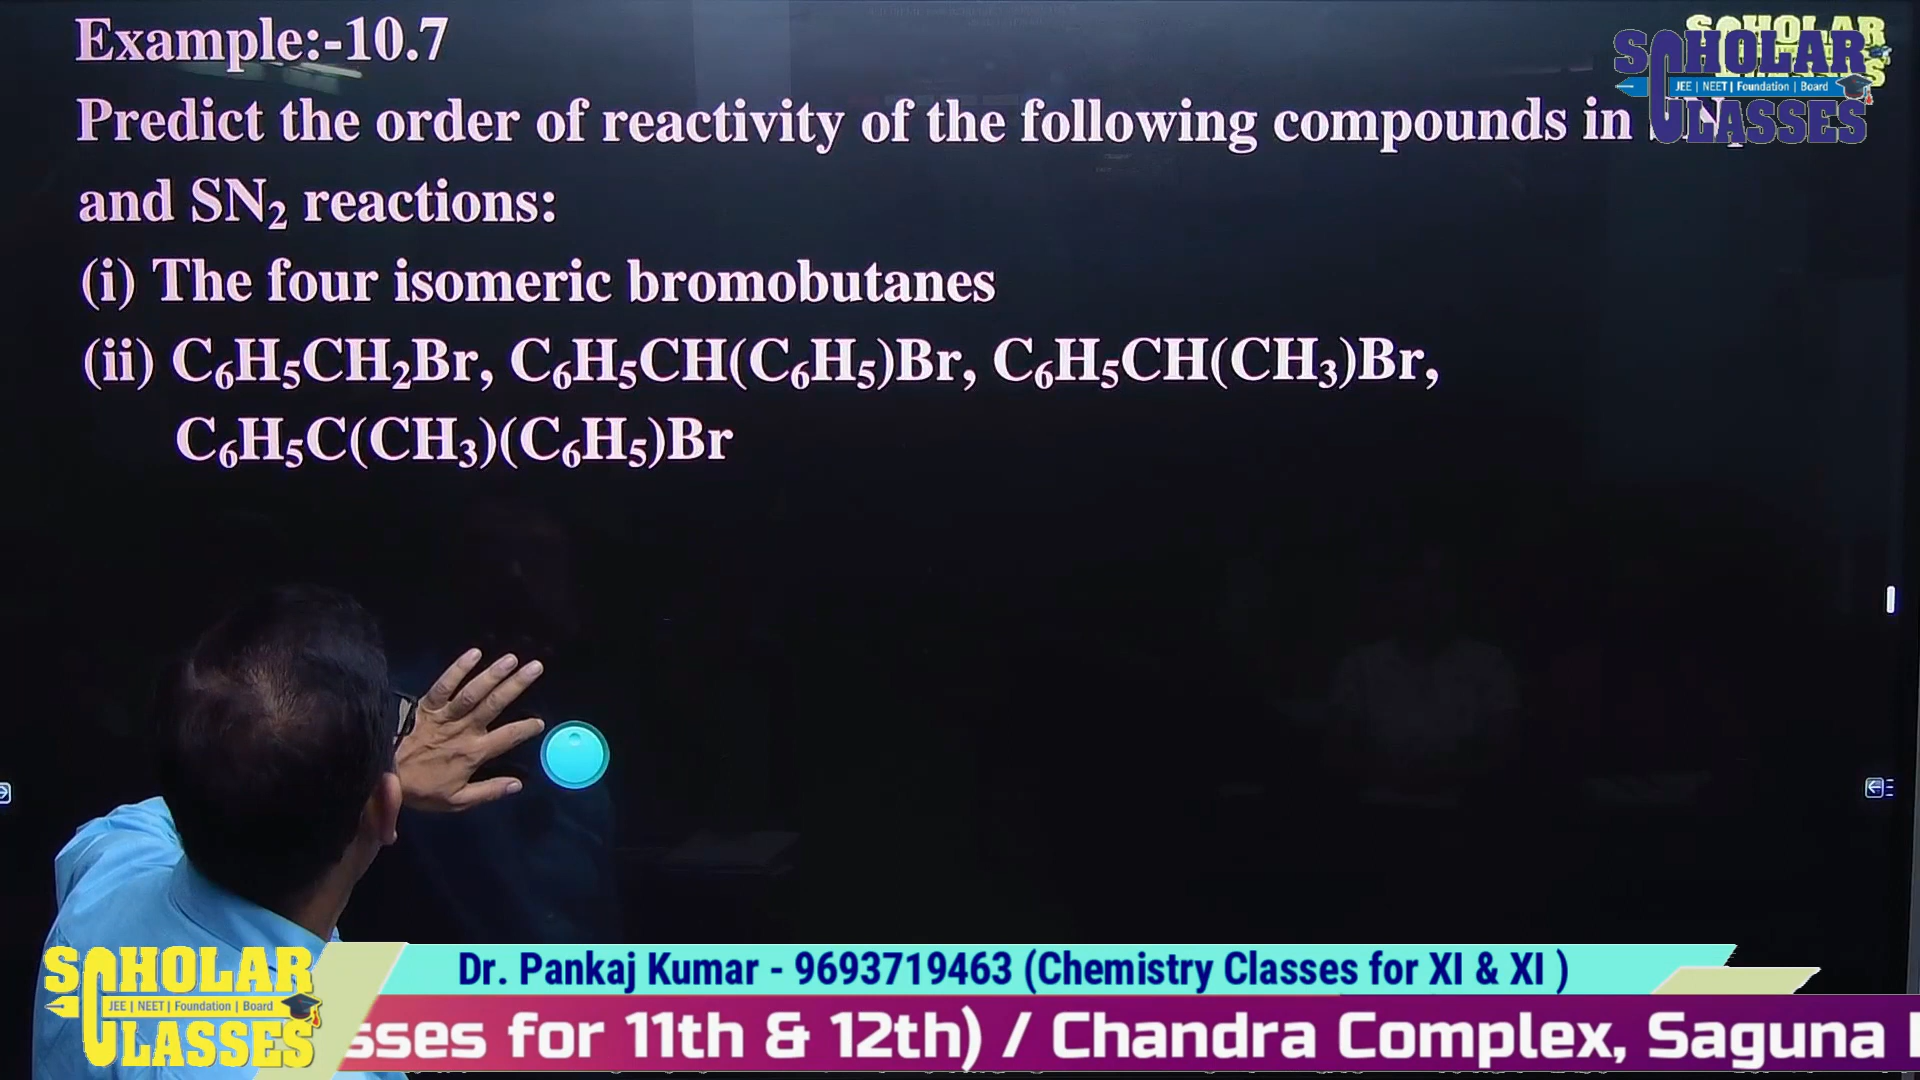 Example:-10.7
Predict the order of reactivity of the following compounds in
and SN₂ reactions:
(i) The four isomeric bromobutanes
(ii) C₆H₅CH₂Br, C₆H₅CH(C₆H₅)Br, C₆H₅CH(CH₃)Br,
C₆H₅C(CH₃)(C₆H₅)Br
SCHOLAR
JEE | NEET | Foundation | Board
CLASSES
SCHOLAR
JEE | NEET | Foundation | Board
CLASSES
Dr. Pankaj Kumar - 9693719463 (Chemistry Classes for XI & XI )
sses for 11th & 12th) / Chandra Complex, Saguna